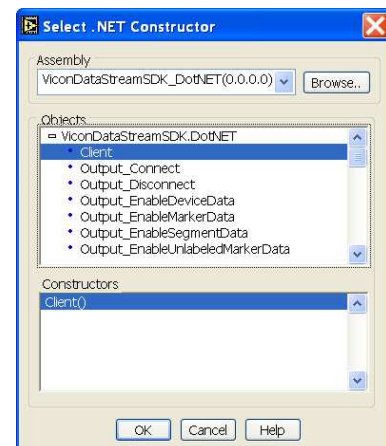 Select .NET Constructor
Assembly
ViconDataStreamSDK_DotNET(0.0.0.0)
Browse..
Objects
ViconDataStreamSDK.DotNET
Client
Output_Connect
Output_Disconnect
Output_EnableDeviceData
Output_EnableMarkerData
Output_EnableSegmentData
Output_EnableUnlabeledMarkerData
Constructors
Client()
OK Cancel Help